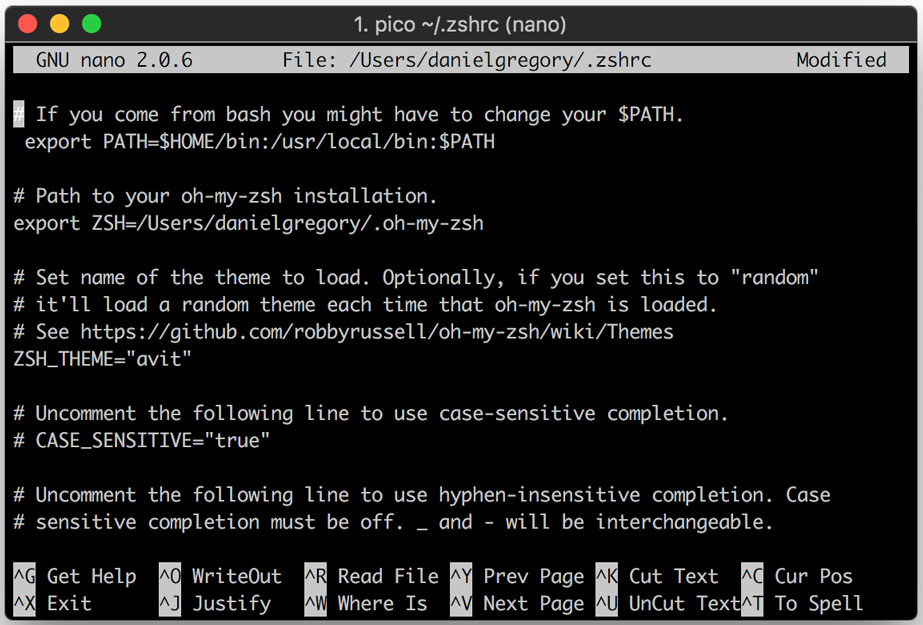 1. pico ~/.zshrc (nano)
GNU nano 2.0.6 File: /Users/danielgregory/.zshrc Modified
# If you come from bash you might have to change your $PATH.
export PATH=$HOME/bin:/usr/local/bin:$PATH
# Path to your oh-my-zsh installation.
export ZSH=/Users/danielgregory/.oh-my-zsh
# Set name of the theme to load. Optionally, if you set this to "random"
# it'll load a random theme each time that oh-my-zsh is loaded.
# See https://github.com/robbyrussell/oh-my-zsh/wiki/Themes
ZSH_THEME="avit"
# Uncomment the following line to use case-sensitive completion.
# CASE_SENSITIVE="true"
# Uncomment the following line to use hyphen-insensitive completion. Case
# sensitive completion must be off. _ and - will be interchangeable.
^G Get Help ^O WriteOut ^R Read File ^Y Prev Page ^K Cut Text ^C Cur Pos
^X Exit ^J Justify ^W Where Is ^V Next Page ^U UnCut Text^T To Spell